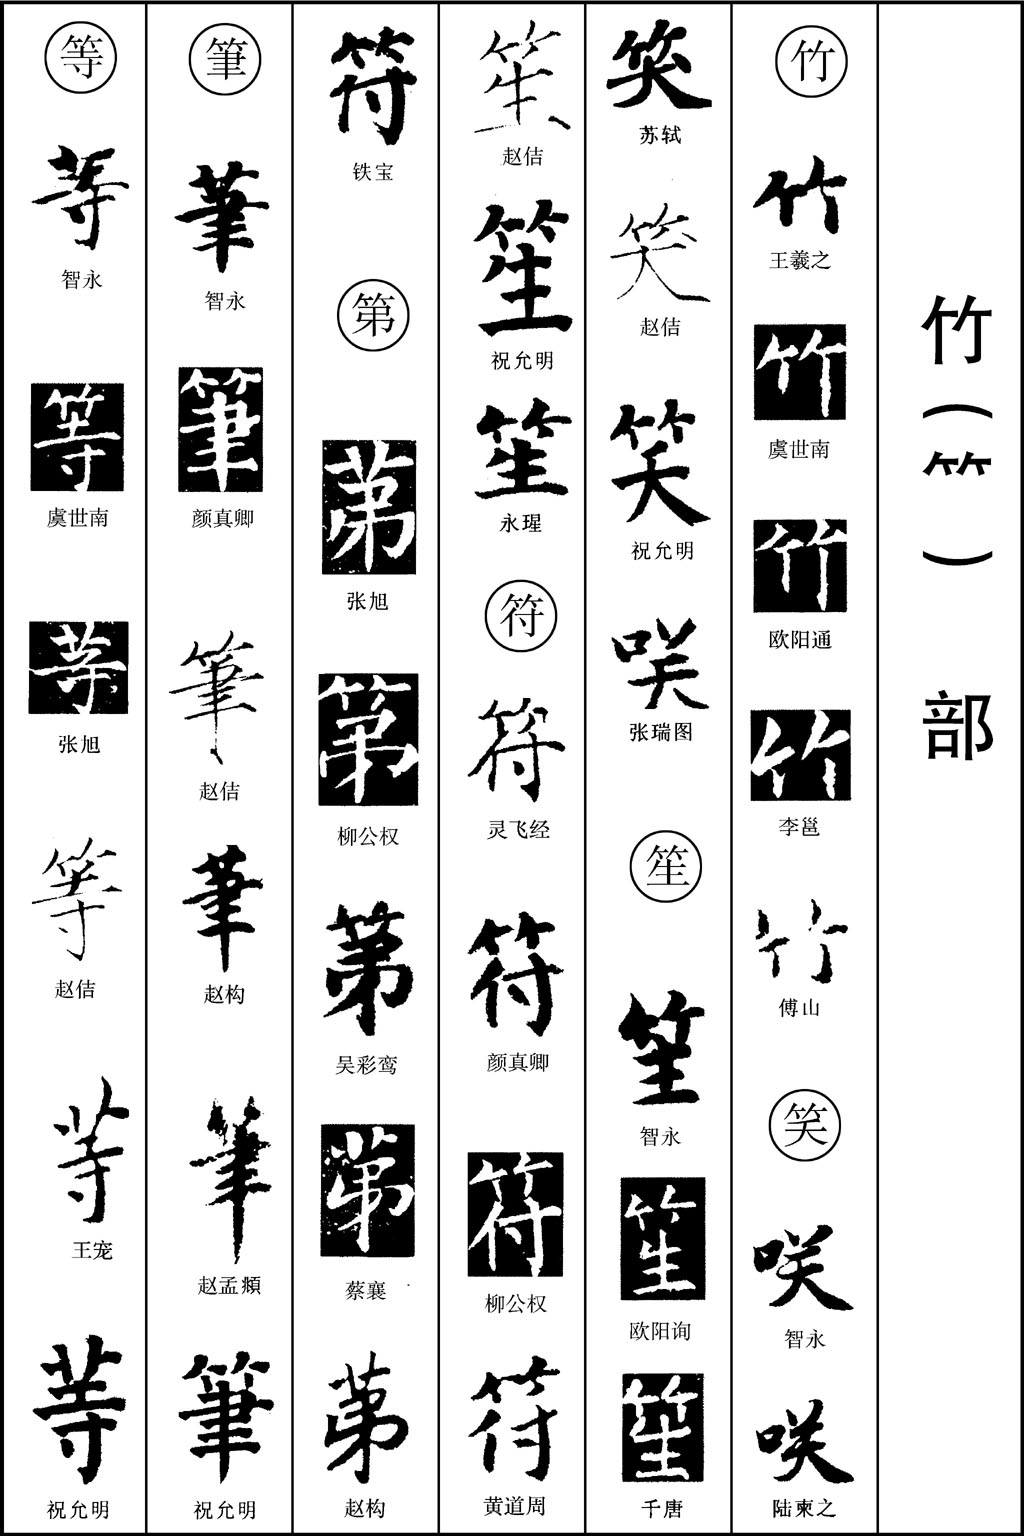 竹（⺮）部
竹
竹
王羲之
竹
虞世南
竹
欧阳通
竹
李邕
竹
傅山
笑
咲
智永
咲
陆柬之
笑
苏轼
笑
赵佶
笑
祝允明
咲
张瑞图
笙
笙
智永
笙
欧阳询
笙
千唐
笙
赵佶
笙
祝允明
笙
永瑆
符
符
灵飞经
符
颜真卿
符
柳公权
符
黄道周
符
铁宝
第
第
张旭
第
柳公权
第
吴彩鸾
第
蔡襄
第
赵构
筆
筆
智永
筆
颜真卿
筆
赵佶
筆
赵构
筆
赵孟頫
筆
祝允明
等
等
智永
等
虞世南
等
张旭
等
赵佶
等
王宠
等
祝允明